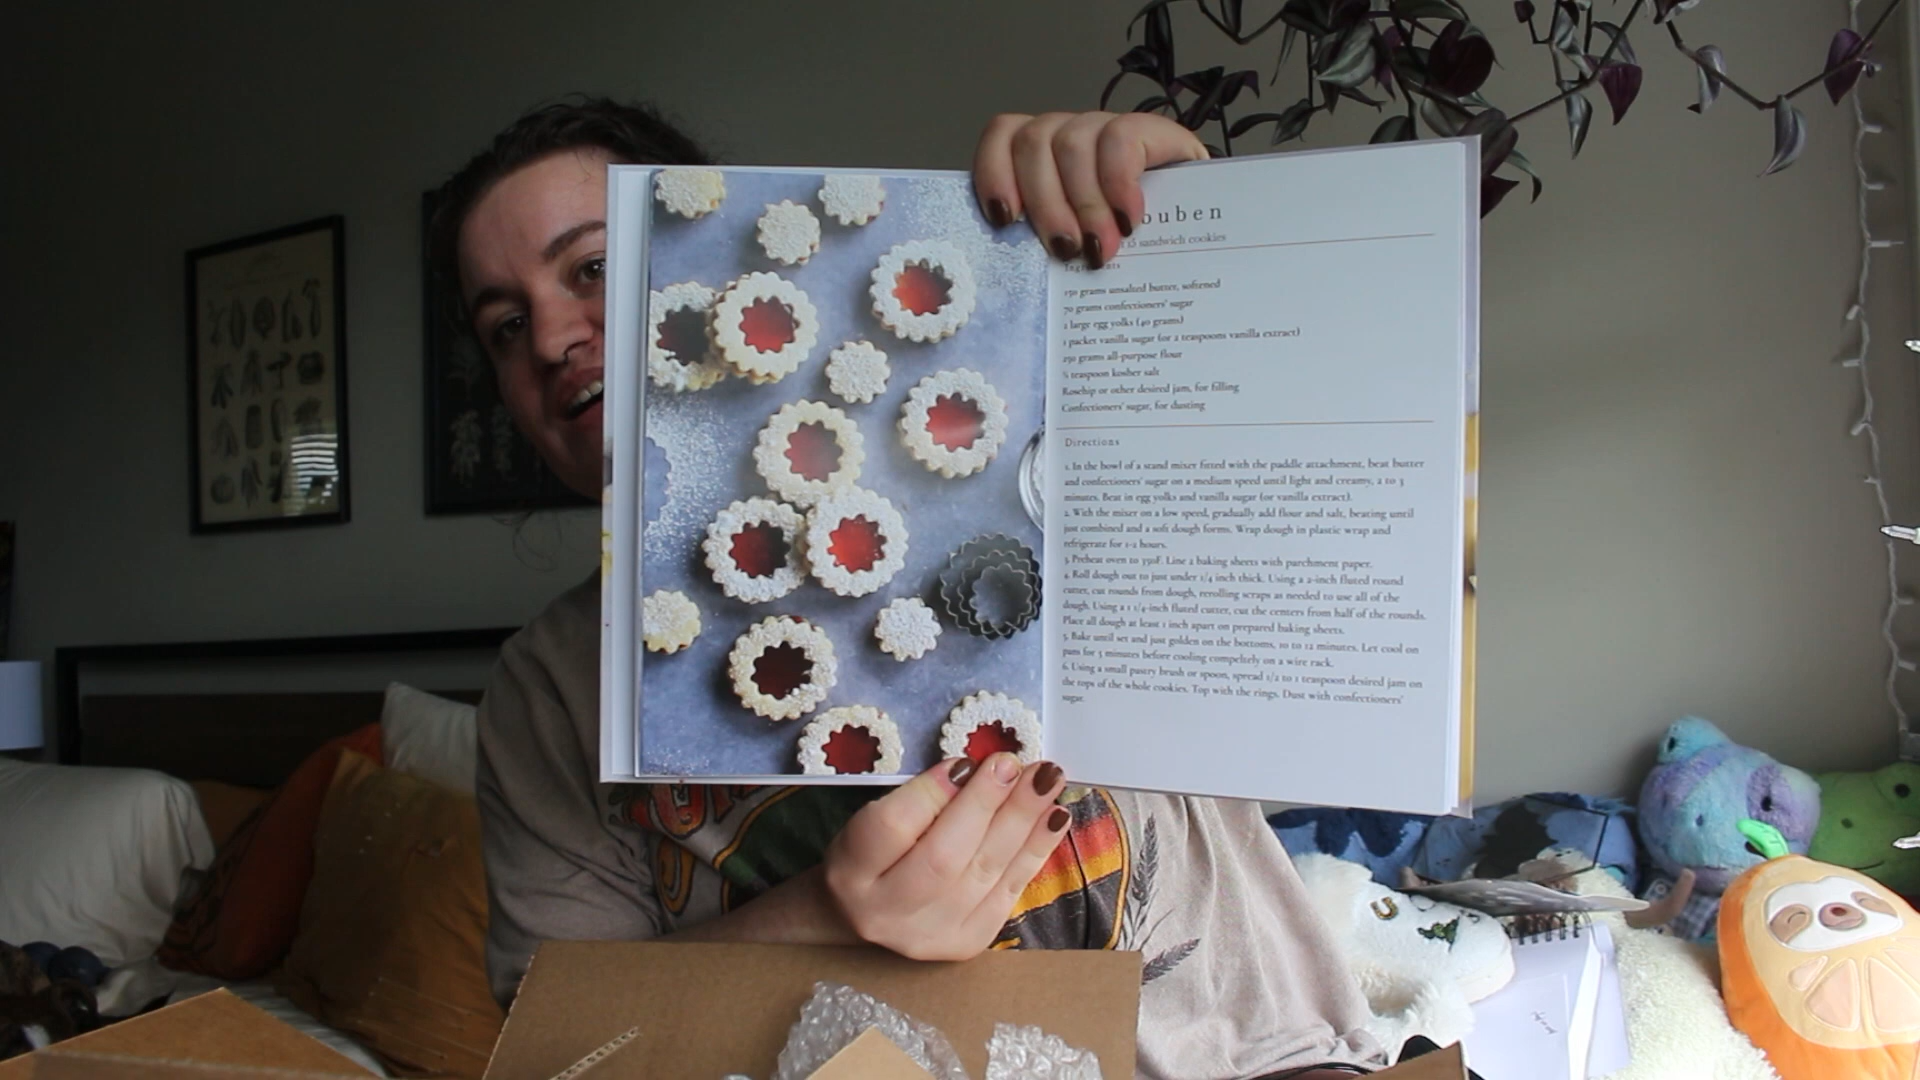 ouben
15 sandwich cookies
Ingredients
150 grams unsalted butter, softened
70 grams confectioners' sugar
2 large egg yolks (40 grams)
1 packet vanilla sugar (or 2 teaspoons vanilla extract)
250 grams all-purpose flour
teaspoon kosher salt
Rosehip or other desired jam, for filling
Confectioners' sugar, for dusting
Directions
1. In the bowl of a stand mixer fitted with the paddle attachment, beat butter
and confectioners' sugar on a medium speed until light and creamy, 2 to 3
minutes. Beat in egg yolks and vanilla sugar (or vanilla extract).
2. With the mixer on a low speed, gradually add flour and salt, beating until
just combined and a soft dough forms. Wrap dough in plastic wrap and
refrigerate for 1-2 hours.
3. Preheat oven to 350F. Line 2 baking sheets with parchment paper.
4. Roll dough out to just under 1/4 inch thick. Using a 2-inch fluted round
cutter, cut rounds from dough, rerolling scraps as needed to use all of the
dough. Using a 1 1/4-inch fluted cutter, cut the centers from half of the rounds.
Place all dough at least 1 inch apart on prepared baking sheets.
5. Bake until set and just golden on the bottoms, 10 to 12 minutes. Let cool on
pans for 5 minutes before cooling compeltely on a wire rack.
6. Using a small pastry brush or spoon, spread 1/2 to 1 teaspoon desired jam on
the tops of the whole cookies. Top with the rings. Dust with confectioners'
sugar.